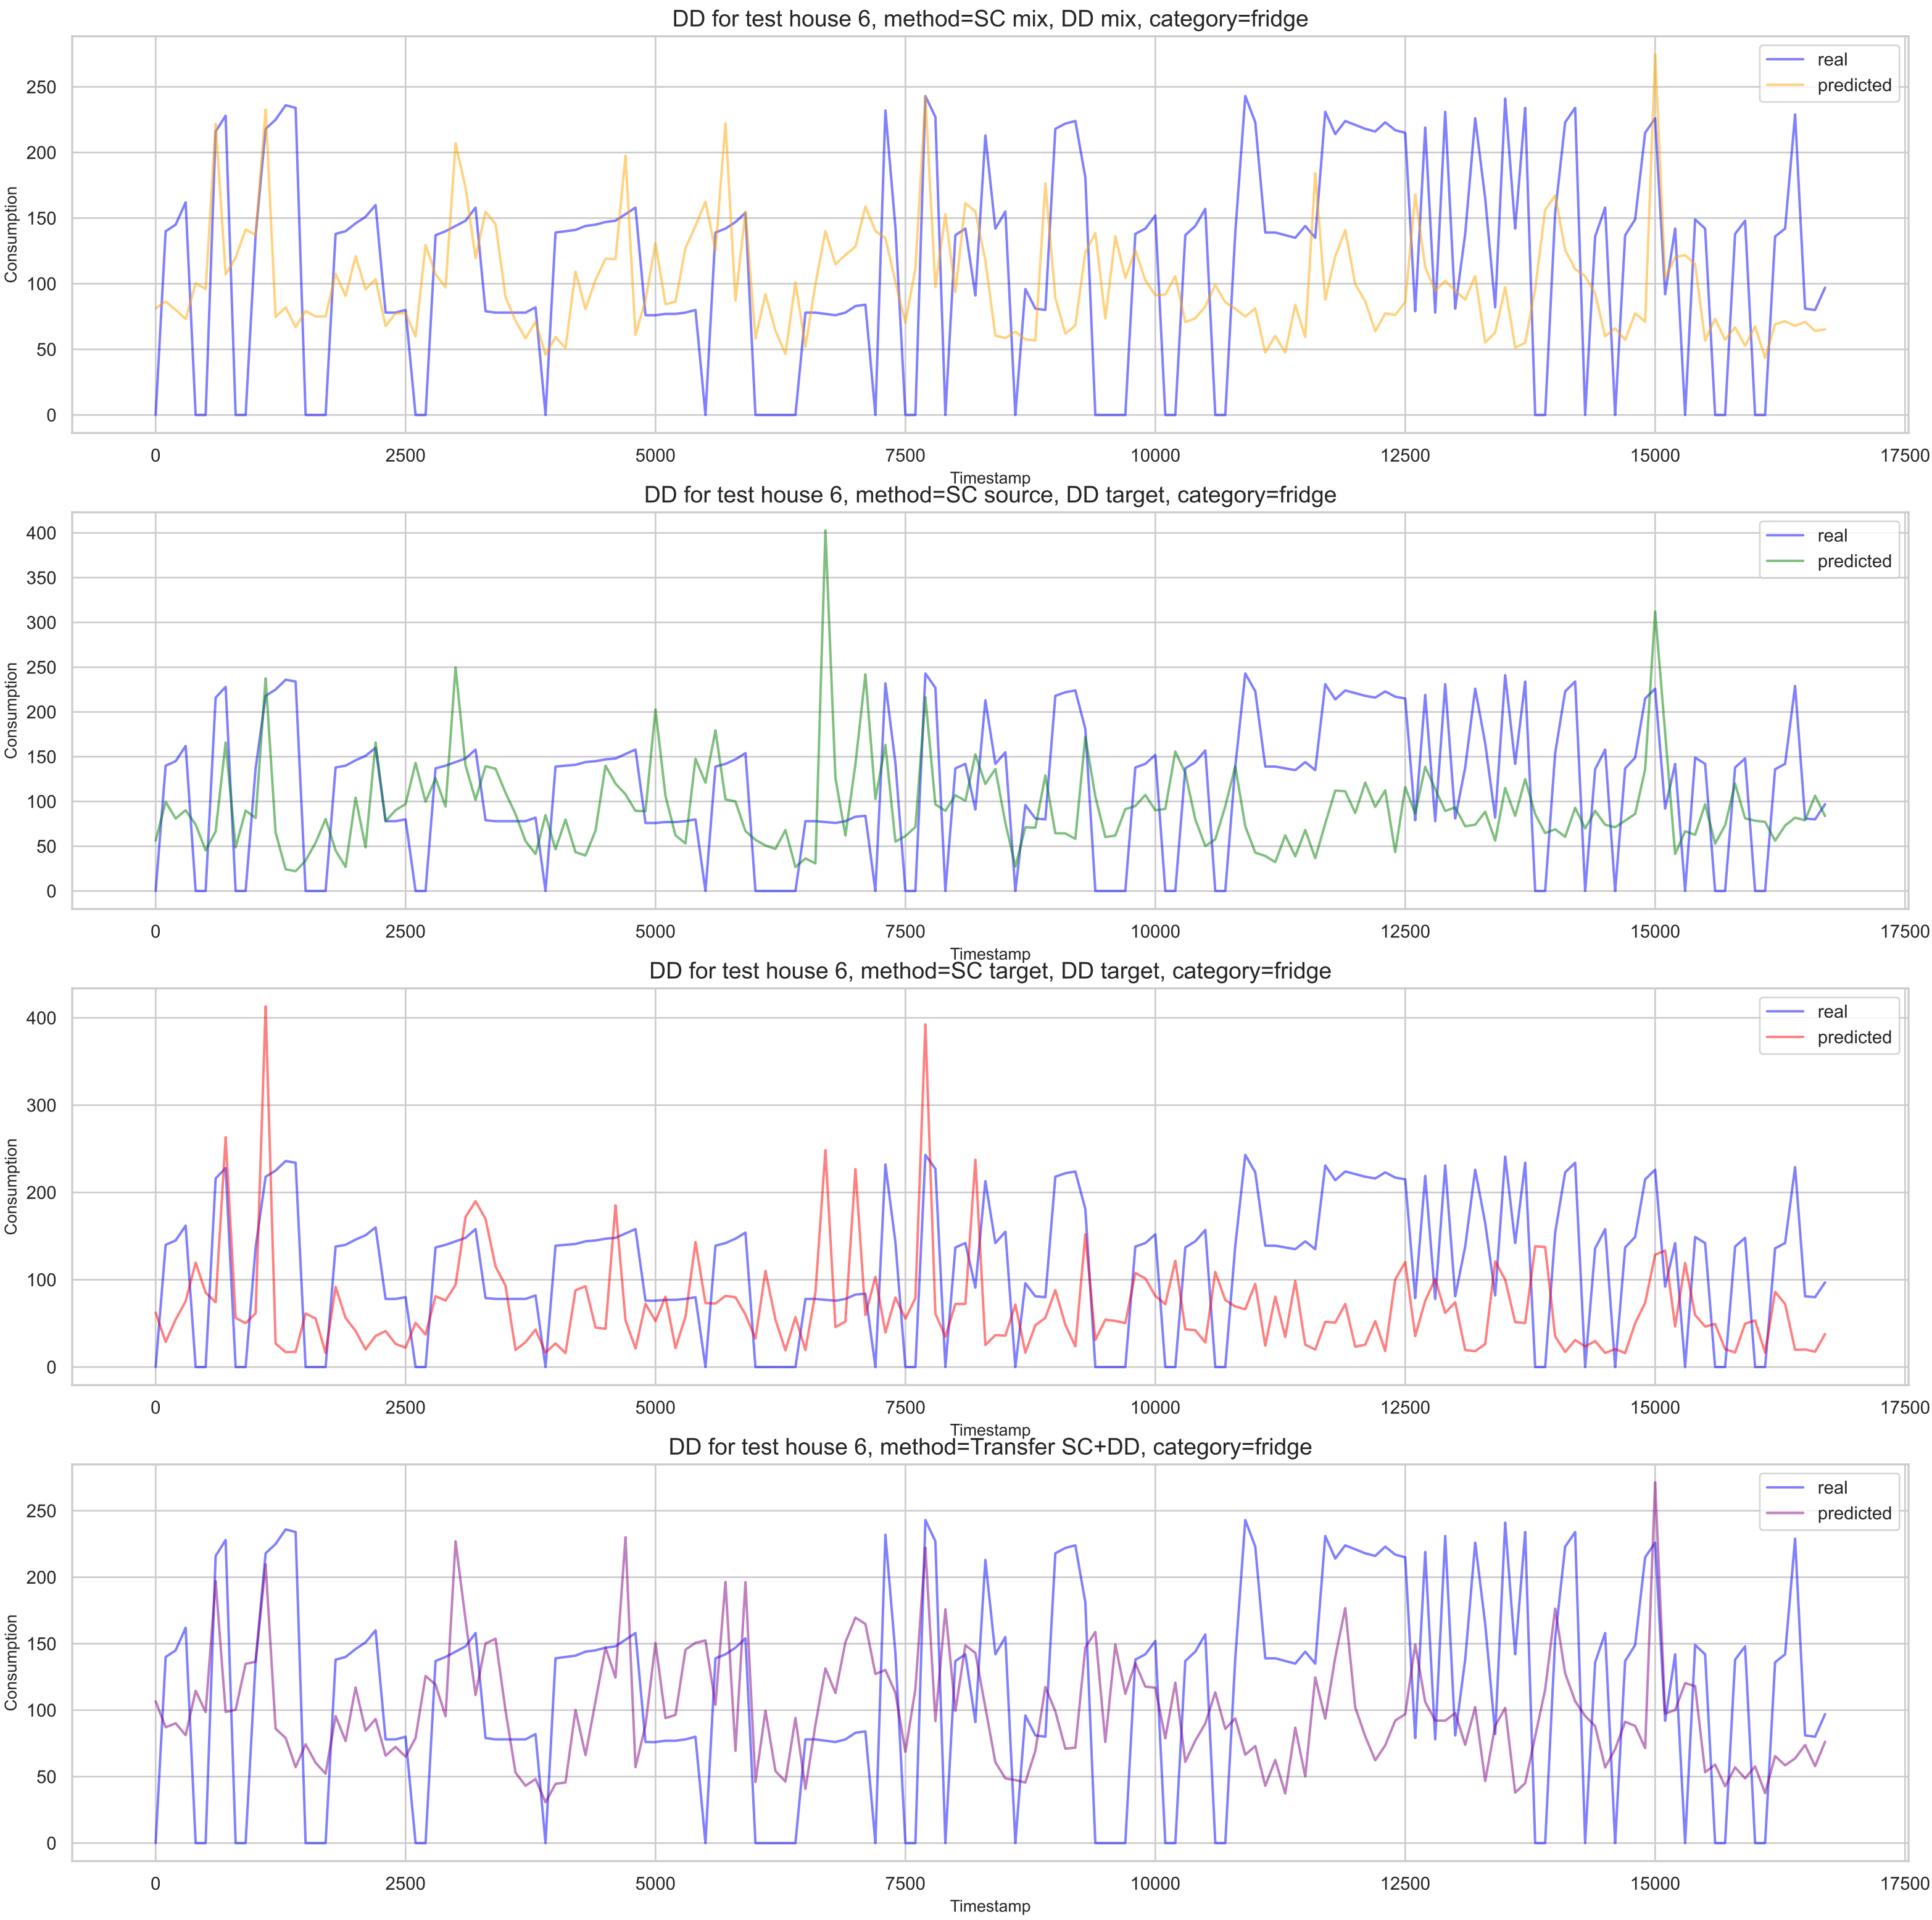 DD for test house 6, method=SC mix, DD mix, category=fridge
real
predicted
250
200
150
100
50
0
Consumption
0 2500 5000 7500 10000 12500 15000 17500
Timestamp
DD for test house 6, method=SC source, DD target, category=fridge
real
predicted
400
350
300
250
200
150
100
50
0
Consumption
0 2500 5000 7500 10000 12500 15000 17500
Timestamp
DD for test house 6, method=SC target, DD target, category=fridge
real
predicted
400
300
200
100
0
Consumption
0 2500 5000 7500 10000 12500 15000 17500
Timestamp
DD for test house 6, method=Transfer SC+DD, category=fridge
real
predicted
250
200
150
100
50
0
Consumption
0 2500 5000 7500 10000 12500 15000 17500
Timestamp